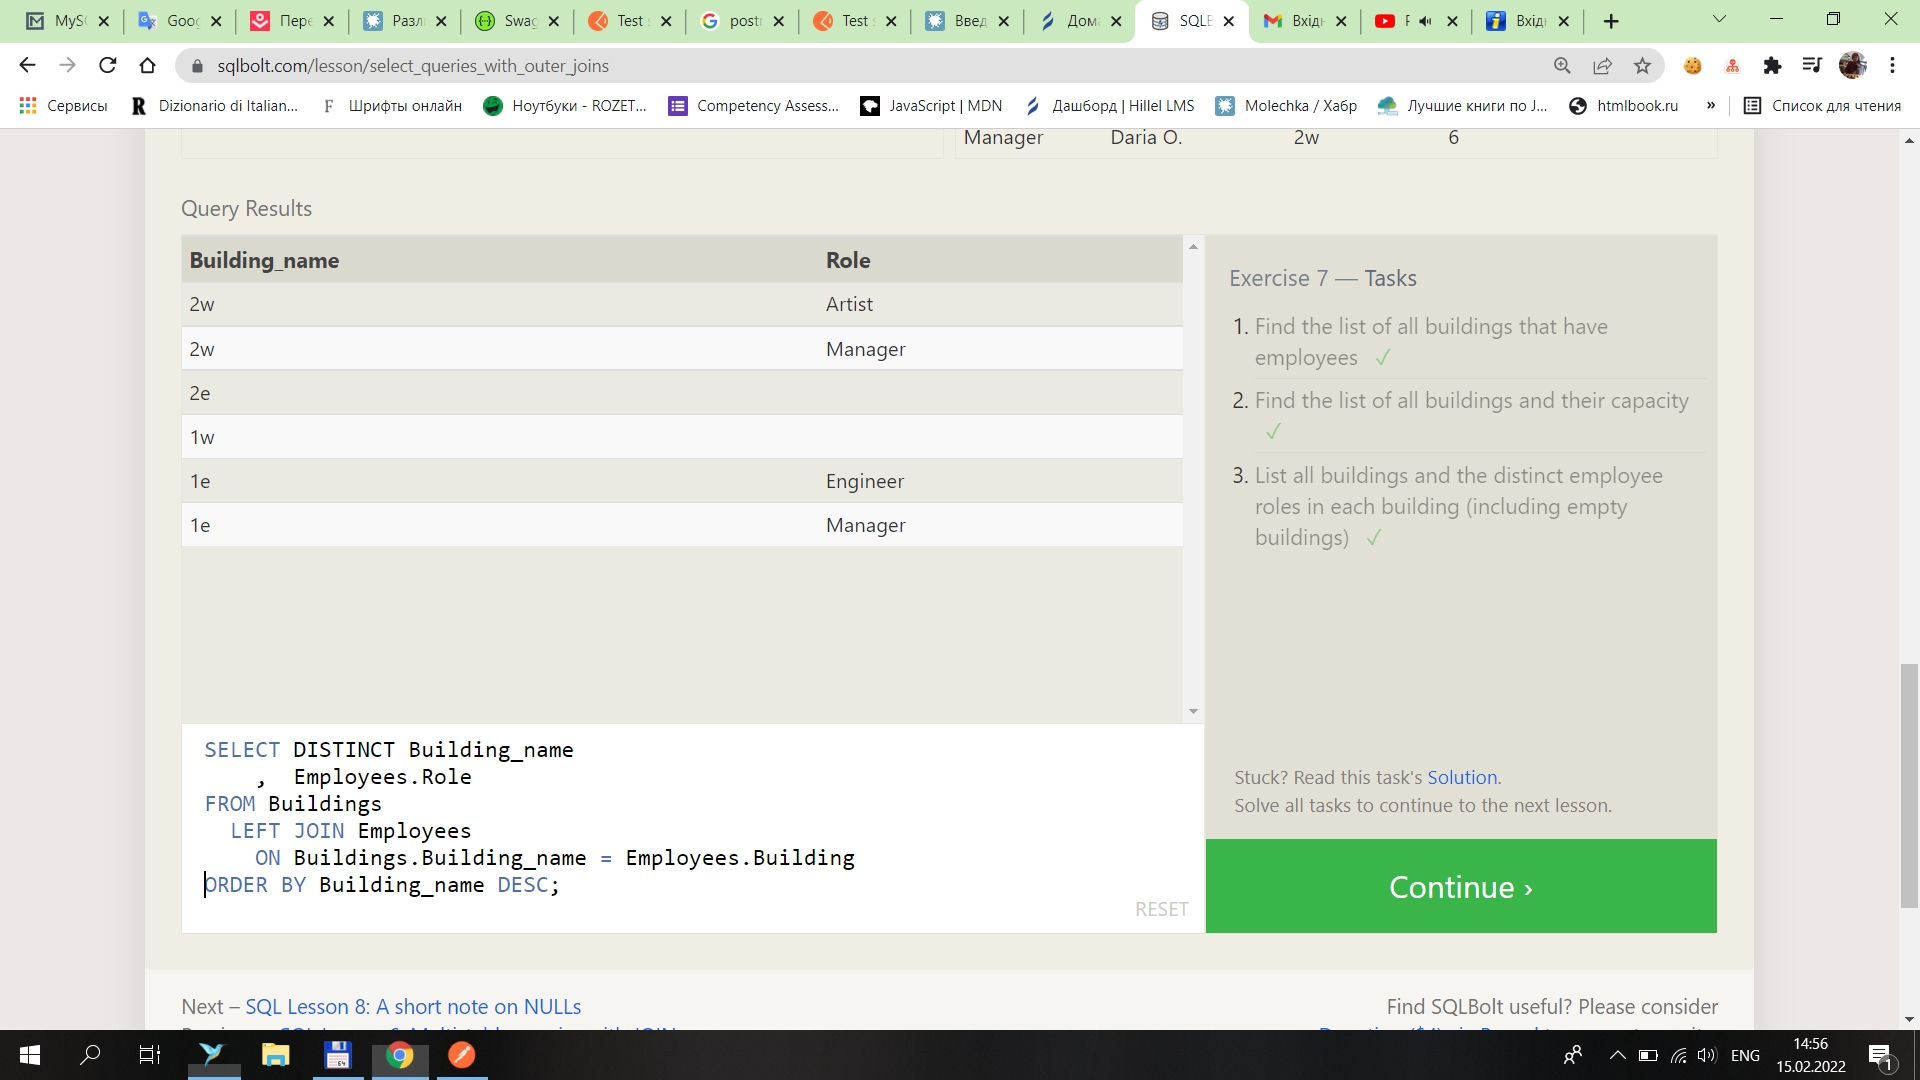 MyS
Goo
Пере
Разл
Swag
Test
post
Test
Введ
Дом
SQLB
Вхідн
Вхідн
sqlbolt.com/lesson/select_queries_with_outer_joins
Сервисы
Dizionario di Italian...
Шрифты онлайн
Ноутбуки - ROZET...
Competency Assess...
JavaScript | MDN
Дашборд | Hillel LMS
Molechka / Хабр
Лучшие книги по J...
htmlbook.ru
»
Список для чтения
Manager Daria O. 2w 6
Query Results
Building_name Role
2w Artist
2w Manager
2e
1w
1e Engineer
1e Manager
Exercise 7 — Tasks
1. Find the list of all buildings that have
employees ✓
2. Find the list of all buildings and their capacity
✓
3. List all buildings and the distinct employee
roles in each building (including empty
buildings) ✓
SELECT DISTINCT Building_name
, Employees.Role
FROM Buildings
LEFT JOIN Employees
ON Buildings.Building_name = Employees.Building
ORDER BY Building_name DESC;
RESET
Stuck? Read this task's Solution.
Solve all tasks to continue to the next lesson.
Continue ›
Next – SQL Lesson 8: A short note on NULLs
Find SQLBolt useful? Please consider
ENG
14:56
15.02.2022
1